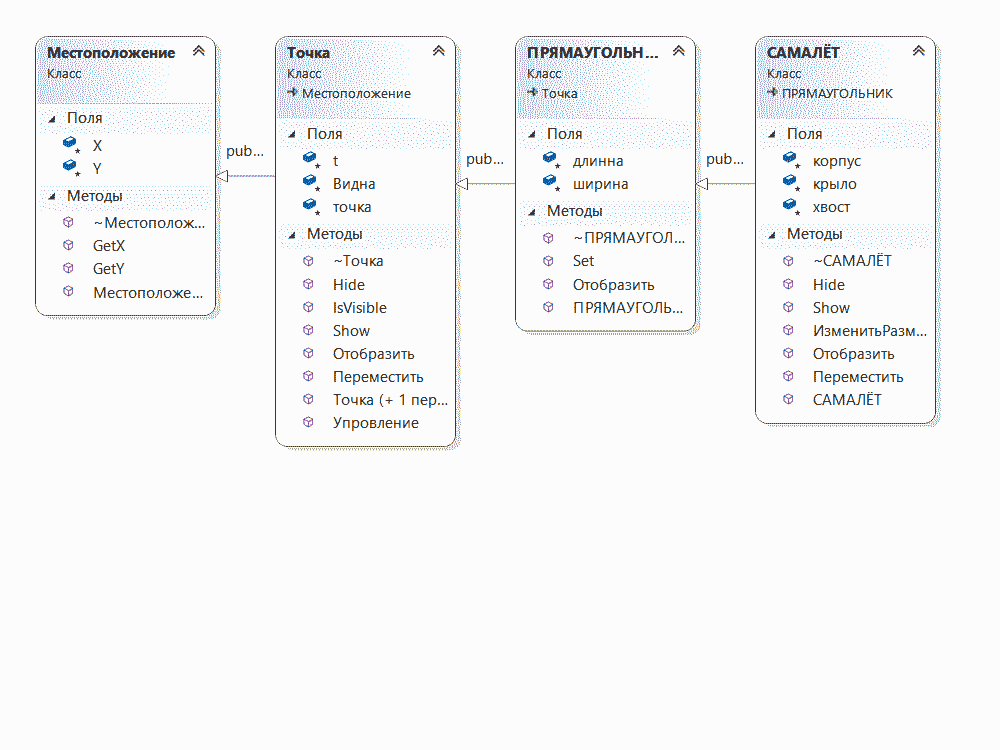 Местоположение
Класс
Поля
X
Y
Методы
~Местополож...
GetX
GetY
Местоположе...
pub...
Точка
Класс
Местоположение
Поля
t
Видна
точка
Методы
~Точка
Hide
IsVisible
Show
Отобразить
Переместить
Точка (+ 1 пер...
Упровление
pub...
ПРЯМАУГОЛЬН...
Класс
Точка
Поля
длинна
ширина
Методы
~ПРЯМАУГОЛ...
Set
Отобразить
ПРЯМАУГОЛЬ...
pub...
САМАЛЁТ
Класс
ПРЯМАУГОЛЬНИК
Поля
корпус
крыло
хвост
Методы
~САМАЛЁТ
Hide
Show
ИзменитьРазм...
Отобразить
Переместить
САМАЛЁТ